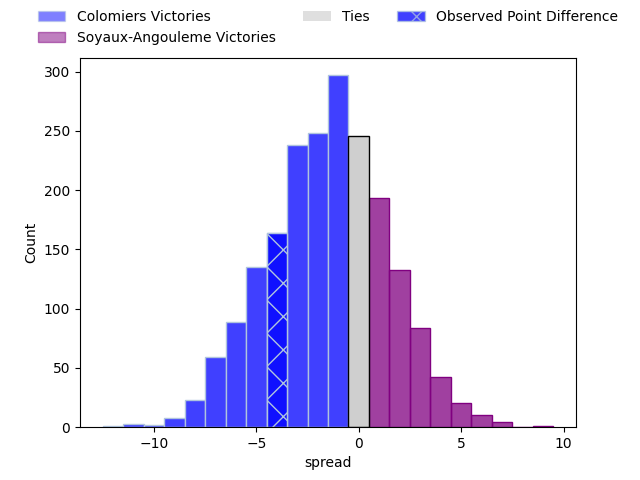 Colomiers Victories
Soyaux-Angouleme Victories
Ties
Observed Point Difference
300
250
200
150
100
50
0
Count
−10
−5
0
5
10
spread